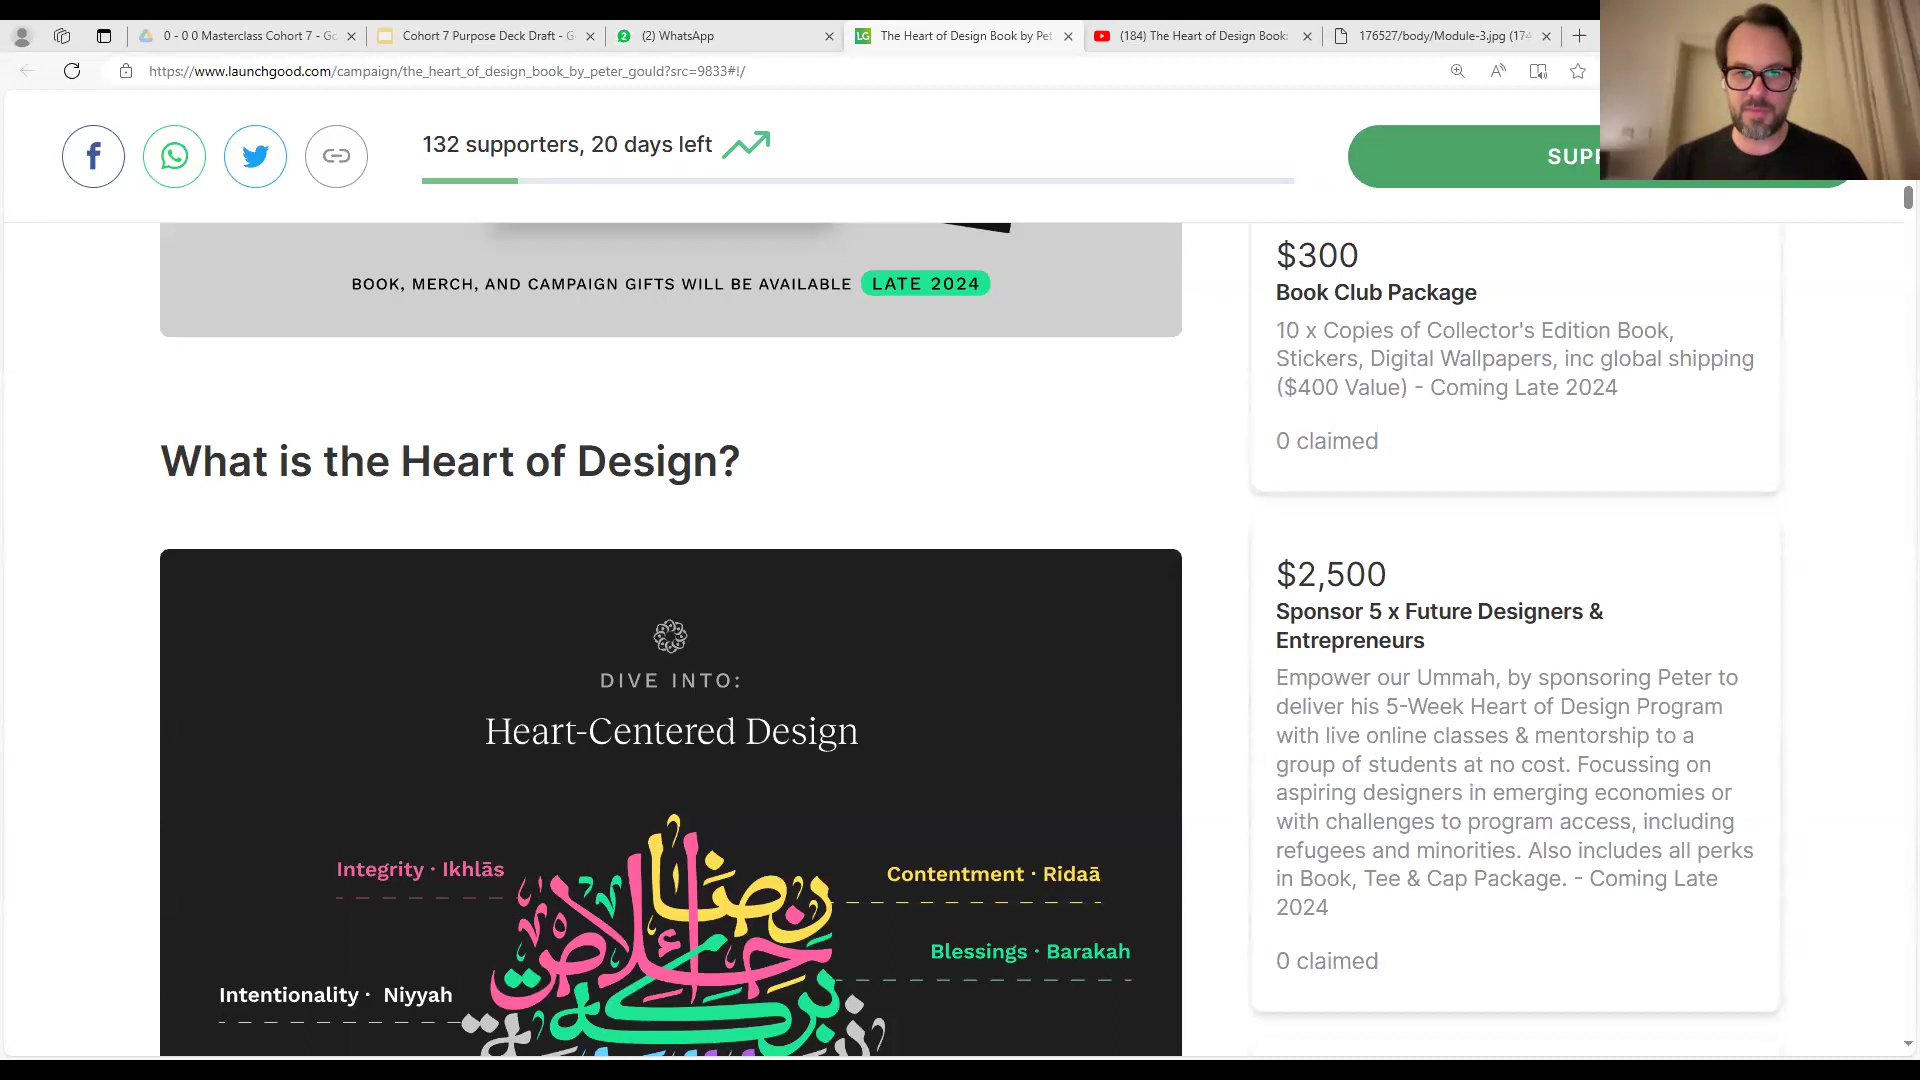 0 - 0 0 Masterclass Cohort 7 - Go
Cohort 7 Purpose Deck Draft - G
(2) WhatsApp
The Heart of Design Book by Pet
(184) The Heart of Design Book
176527/body/Module-3.jpg (174
https://www.launchgood.com/campaign/the_heart_of_design_book_by_peter_gould?src=9833#!/
132 supporters, 20 days left
SUPP
BOOK, MERCH, AND CAMPAIGN GIFTS WILL BE AVAILABLE LATE 2024
What is the Heart of Design?
DIVE INTO:
Heart-Centered Design
Integrity · Ikhlās
Contentment · Ridaā
Blessings · Barakah
Intentionality · Niyyah
$300
Book Club Package
10 x Copies of Collector's Edition Book,
Stickers, Digital Wallpapers, inc global shipping
($400 Value) - Coming Late 2024
0 claimed
$2,500
Sponsor 5 x Future Designers &
Entrepreneurs
Empower our Ummah, by sponsoring Peter to
deliver his 5-Week Heart of Design Program
with live online classes & mentorship to a
group of students at no cost. Focussing on
aspiring designers in emerging economies or
with challenges to program access, including
refugees and minorities. Also includes all perks
in Book, Tee & Cap Package. - Coming Late
2024
0 claimed